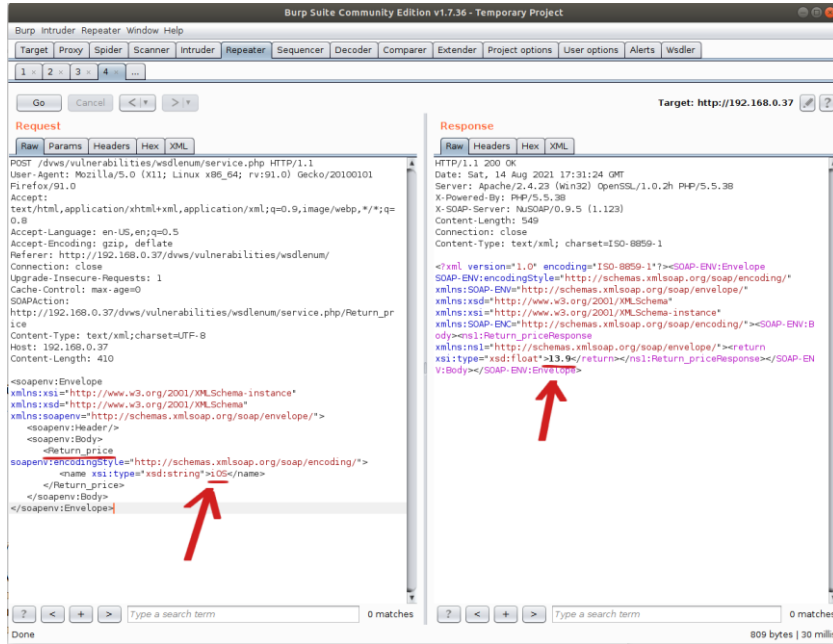 Burp Suite Community Edition v1.7.36 - Temporary Project
Burp Intruder Repeater Window Help
Target Proxy Spider Scanner Intruder Repeater Sequencer Decoder Comparer Extender Project options User options Alerts Wsdler
1 × 2 × 3 × 4 × ...
Go Cancel < > Target: http://192.168.0.37 ?
Request
Raw Params Headers Hex XML
POST /dvws/vulnerabilities/wsdlenum/service.php HTTP/1.1
User-Agent: Mozilla/5.0 (X11; Linux x86_64; rv:91.0) Gecko/20100101
Firefox/91.0
Accept:
text/html,application/xhtml+xml,application/xml;q=0.9,image/webp,*/*;q=
0.8
Accept-Language: en-US,en;q=0.5
Accept-Encoding: gzip, deflate
Referer: http://192.168.0.37/dvws/vulnerabilities/wsdlenum/
Connection: close
Upgrade-Insecure-Requests: 1
Cache-Control: max-age=0
SOAPAction:
http://192.168.0.37/dvws/vulnerabilities/wsdlenum/service.php/Return_pr
ice
Content-Type: text/xml;charset=UTF-8
Host: 192.168.0.37
Content-Length: 410
<soapenv:Envelope
xmlns:xsi="http://www.w3.org/2001/XMLSchema-instance"
xmlns:xsd="http://www.w3.org/2001/XMLSchema"
xmlns:soapenv="http://schemas.xmlsoap.org/soap/envelope/">
<soapenv:Header/>
<soapenv:Body>
<Return_price
soapenv:encodingStyle="http://schemas.xmlsoap.org/soap/encoding/">
<name xsi:type="xsd:string">iOS</name>
</Return_price>
</soapenv:Body>
</soapenv:Envelope>
? < + > Type a search term 0 matches
Response
Raw Headers Hex XML
HTTP/1.1 200 OK
Date: Sat, 14 Aug 2021 17:31:24 GMT
Server: Apache/2.4.23 (Win32) OpenSSL/1.0.2h PHP/5.5.38
X-Powered-By: PHP/5.5.38
X-SOAP-Server: NuSOAP/0.9.5 (1.123)
Content-Length: 549
Connection: close
Content-Type: text/xml; charset=ISO-8859-1
<?xml version="1.0" encoding="ISO-8859-1"?><SOAP-ENV:Envelope
SOAP-ENV:encodingStyle="http://schemas.xmlsoap.org/soap/encoding/"
xmlns:SOAP-ENV="http://schemas.xmlsoap.org/soap/envelope/"
xmlns:xsd="http://www.w3.org/2001/XMLSchema"
xmlns:xsi="http://www.w3.org/2001/XMLSchema-instance"
xmlns:SOAP-ENC="http://schemas.xmlsoap.org/soap/encoding/"><SOAP-ENV:B
ody><ns1:Return_priceResponse
xmlns:ns1="http://schemas.xmlsoap.org/soap/envelope/"><return
xsi:type="xsd:float">13.9</return></ns1:Return_priceResponse></SOAP-EN
V:Body></SOAP-ENV:Envelope>
? < + > Type a search term 0 matches
Done 809 bytes | 30